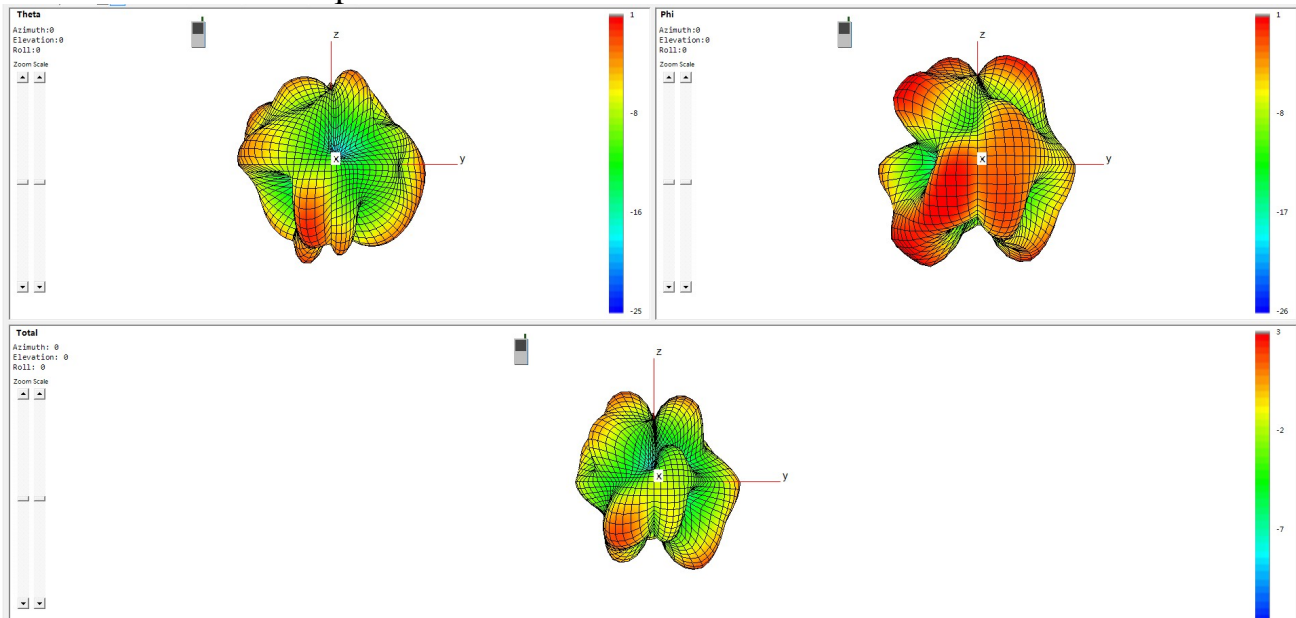 Theta
Azimuth:0
Elevation:0
Roll:0
Zoom Scale
z
x
y
1
-8
-16
-25
Phi
Azimuth:0
Elevation:0
Roll:0
Zoom Scale
z
x
y
1
-8
-17
-26
Total
Azimuth: 0
Elevation: 0
Roll: 0
Zoom Scale
z
x
y
3
-2
-7